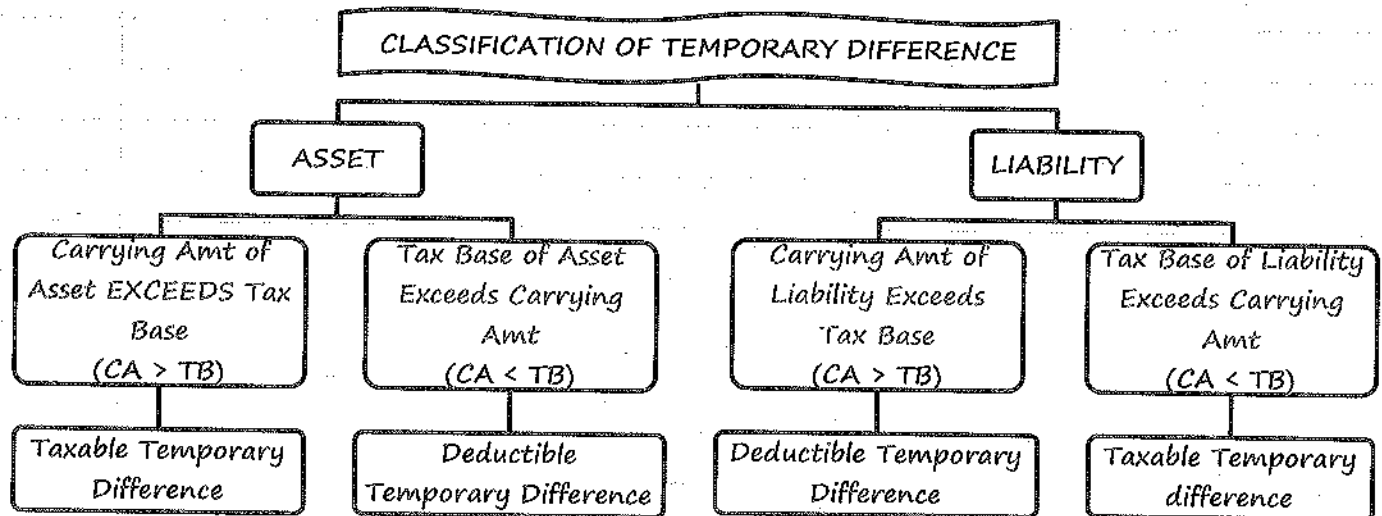 CLASSIFICATION OF TEMPORARY DIFFERENCE
ASSET
LIABILITY
Carrying Amt of
Asset EXCEEDS Tax
Base
(CA > TB)
Tax Base of Asset
Exceeds Carrying
Amt
(CA < TB)
Carrying Amt of
Liability Exceeds
Tax Base
(CA > TB)
Tax Base of Liability
Exceeds Carrying
Amt
(CA < TB)
Taxable Temporary
Difference
Deductible
Temporary Difference
Deductible Temporary
Difference
Taxable Temporary
difference